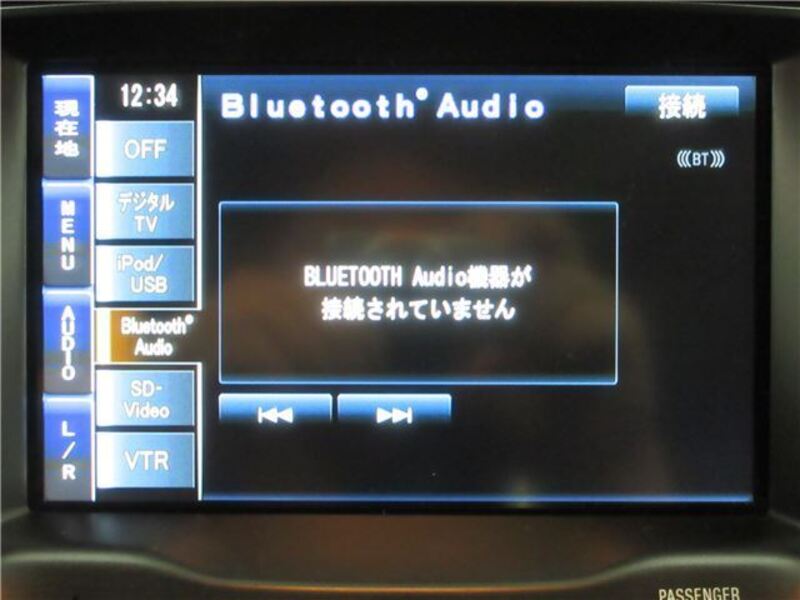 現在地
MENU
AUDIO
L/R
12:34
OFF
デジタル
TV
iPod/
USB
Bluetooth®
Audio
SD-
Video
VTR
Bluetooth® Audio
接続
BT
BLUETOOTH Audio機器が
接続されていません
PASSENGER